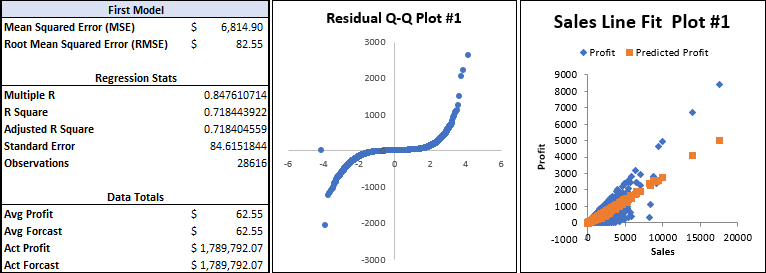 First Model
Mean Squared Error (MSE) $ 6,814.90
Root Mean Squared Error (RMSE) $ 82.55
Regression Stats
Multiple R 0.847610714
R Square 0.718443922
Adjusted R Square 0.718404559
Standard Error 84.6151844
Observations 28616
Data Totals
Avg Profit $ 62.55
Avg Forcast $ 62.55
Act Profit $ 1,789,792.07
Act Forcast $ 1,789,792.07
Residual Q-Q Plot #1
3000
2000
1000
0
-1000
-2000
-3000
-6 -4 -2 0 2 4 6
Sales Line Fit Plot #1
Profit Predicted Profit
Profit
9000
8000
7000
6000
5000
4000
3000
2000
1000
0
-1000
0 5000 10000 15000 20000
Sales